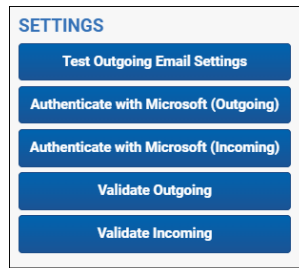 SETTINGS
Test Outgoing Email Settings
Authenticate with Microsoft (Outgoing)
Authenticate with Microsoft (Incoming)
Validate Outgoing
Validate Incoming